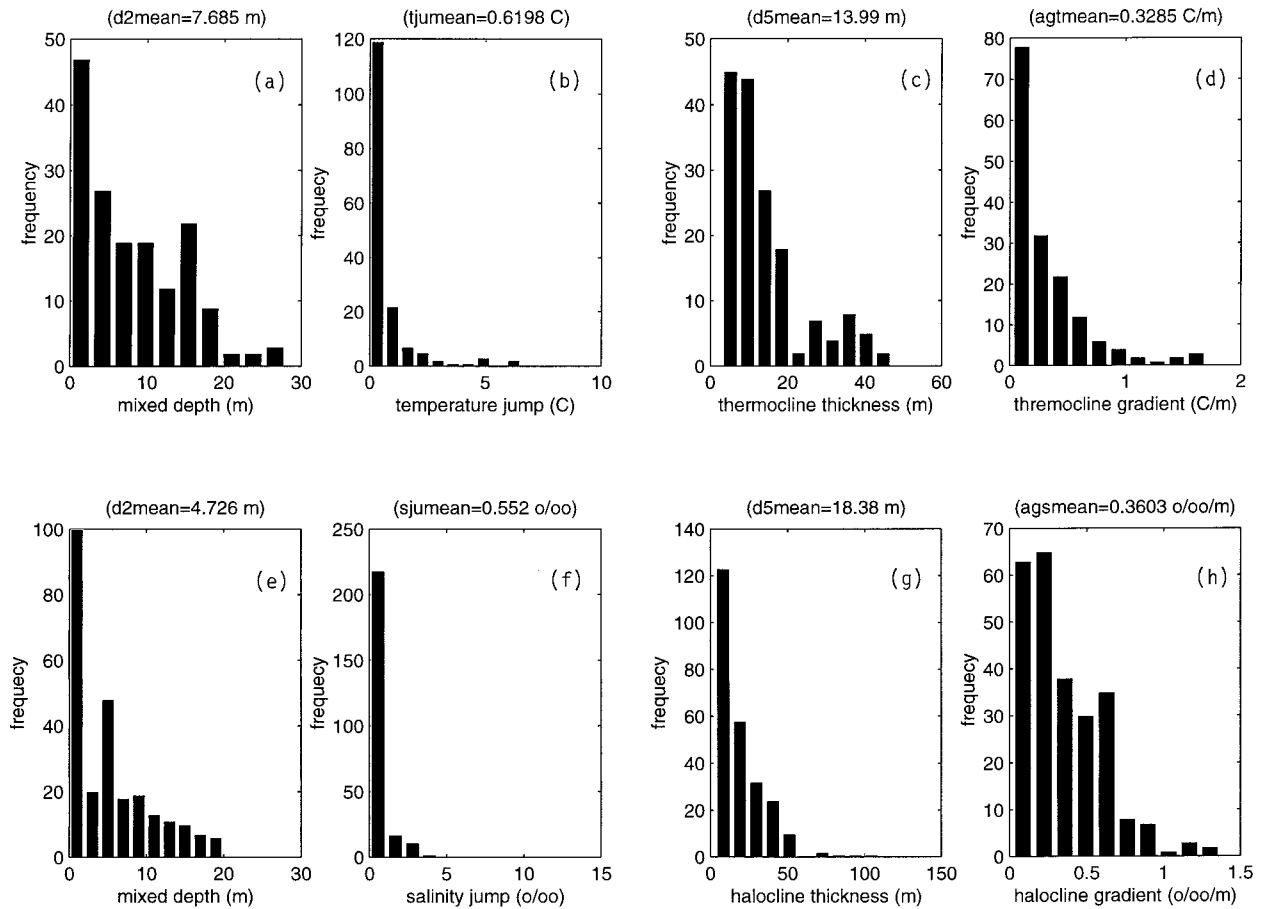 (d2mean=7.685 m)
(tjumean=0.6198 C)
(d5mean=13.99 m)
(agtmean=0.3285 C/m)
50
40
30
20
10
0
frequency
(a)
0
10
20
30
mixed depth (m)
120
100
80
60
40
20
0
frequecy
(b)
0
5
10
temperature jump (C)
50
40
30
20
10
0
frequency
(c)
0
20
40
60
thermocline thickness (m)
80
70
60
50
40
30
20
10
0
frequecy
(d)
0
1
2
thremocline gradient (C/m)
(d2mean=4.726 m)
(sjumean=0.552 o/oo)
(d5mean=18.38 m)
(agsmean=0.3603 o/oo/m)
100
80
60
40
20
0
frequecy
(e)
0
10
20
30
mixed depth (m)
250
200
150
100
50
0
frequecy
(f)
0
5
10
15
salinity jump (o/oo)
140
120
100
80
60
40
20
0
frequecy
(g)
0
50
100
150
halocline thickness (m)
70
60
50
40
30
20
10
0
frequecy
(h)
0
0.5
1
1.5
halocline gradient (o/oo/m)